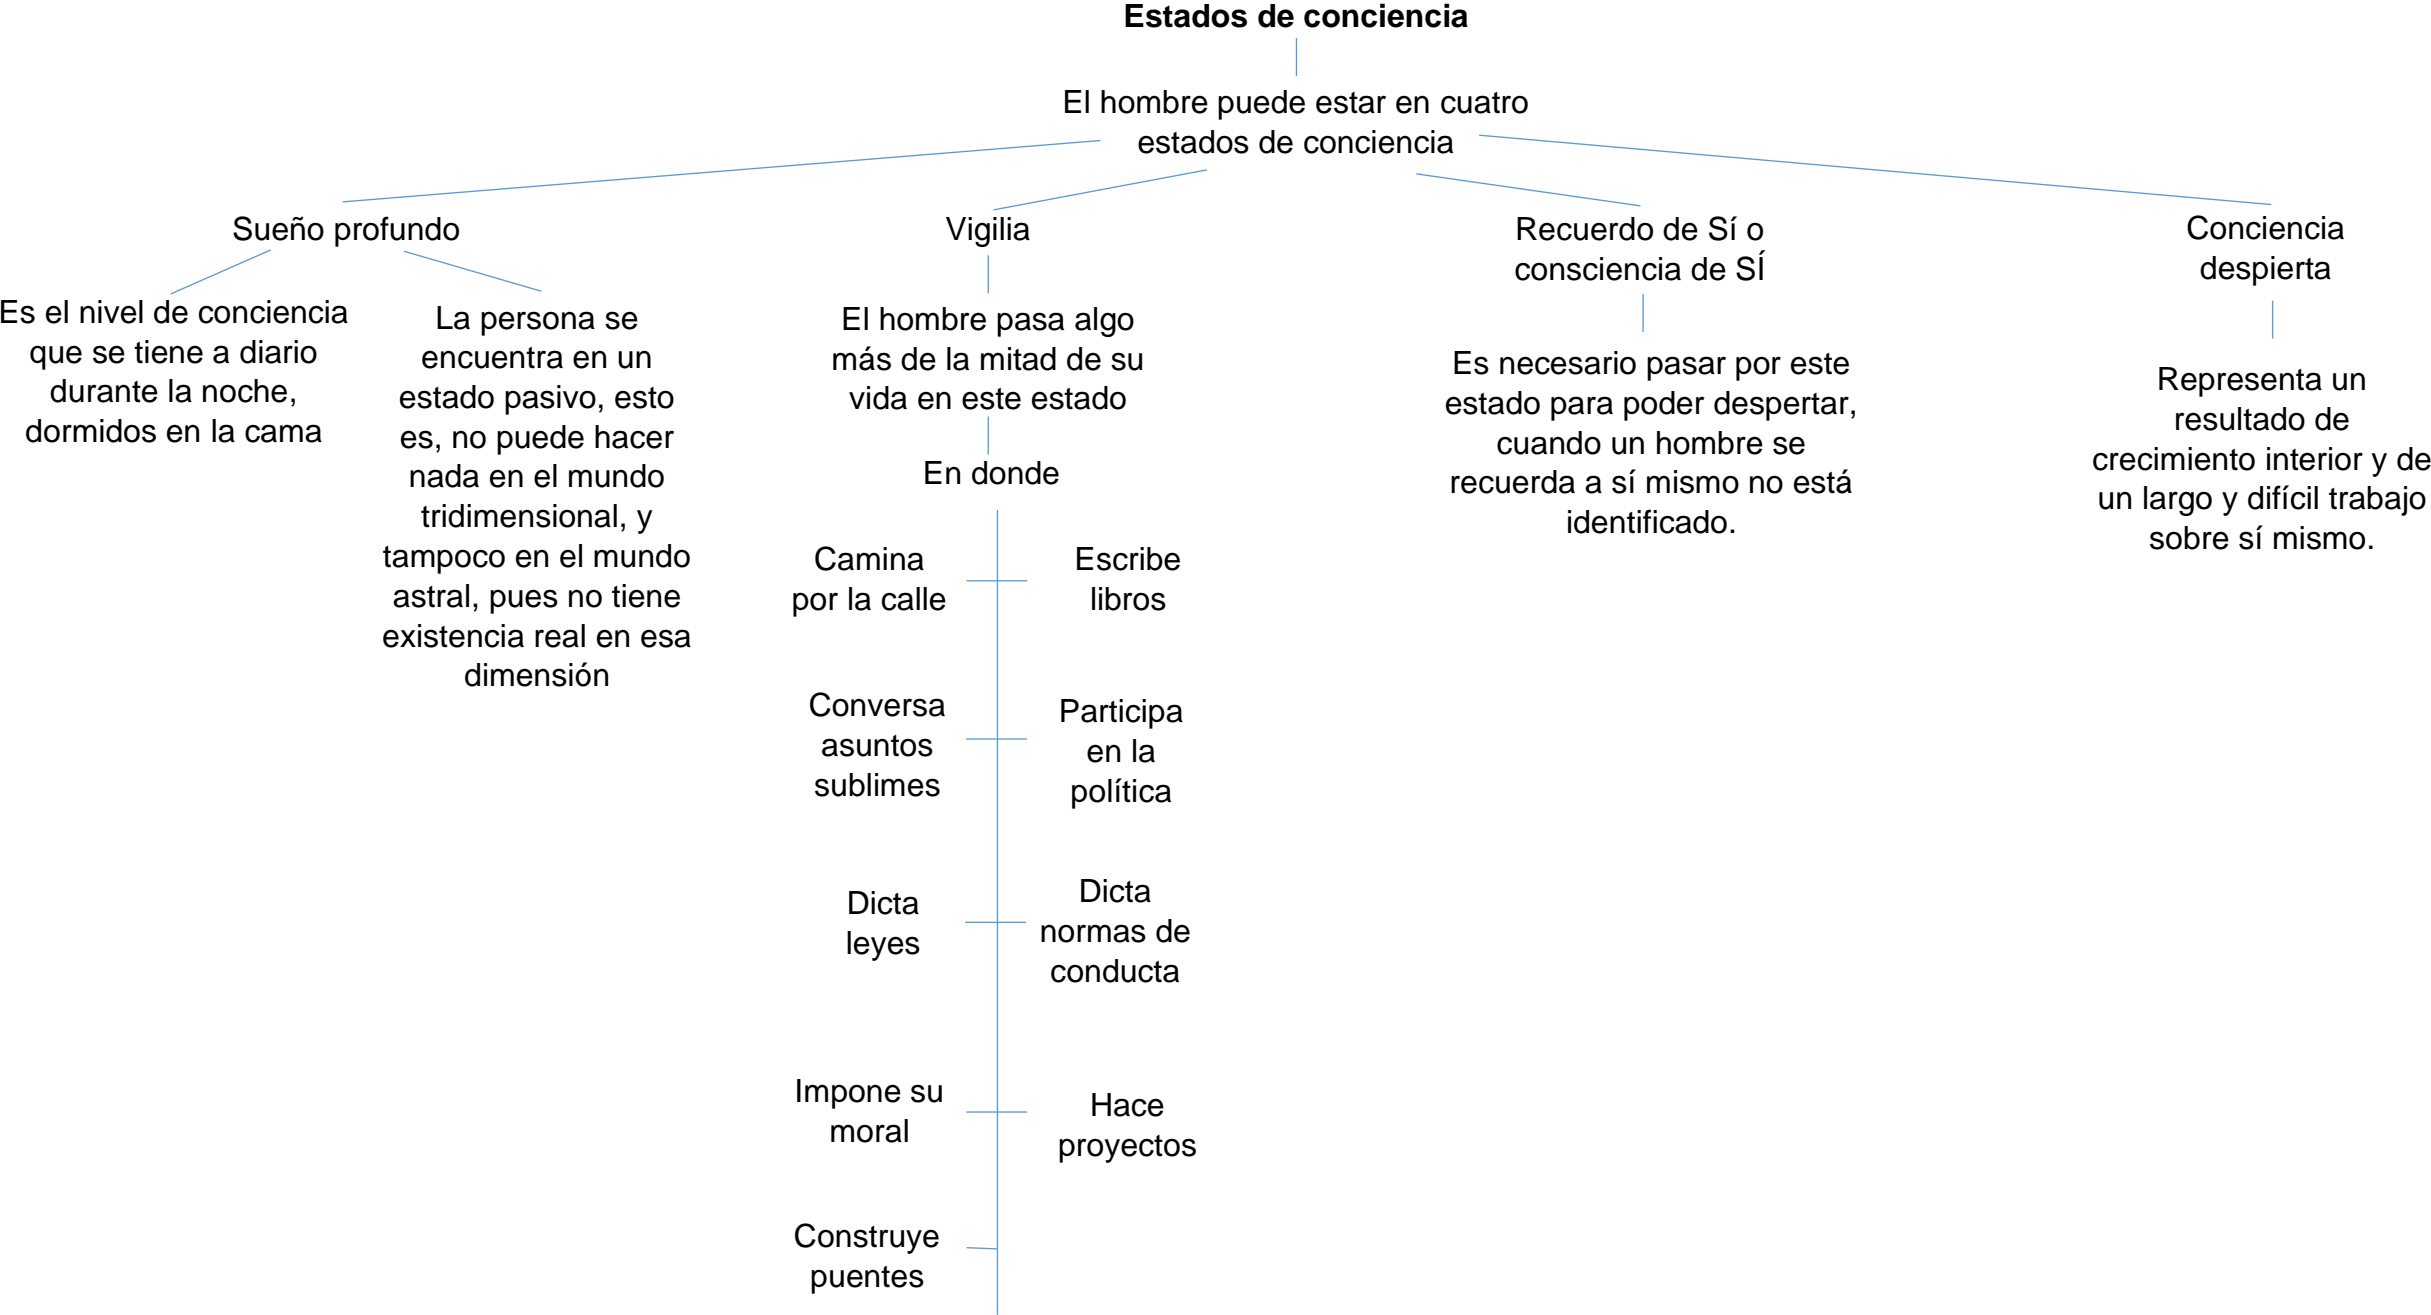 Estados de conciencia
El hombre puede estar en cuatro
estados de conciencia
Sueño profundo
Es el nivel de conciencia
que se tiene a diario
durante la noche,
dormidos en la cama
La persona se
encuentra en un
estado pasivo, esto
es, no puede hacer
nada en el mundo
tridimensional, y
tampoco en el mundo
astral, pues no tiene
existencia real en esa
dimensión
Vigilia
El hombre pasa algo
más de la mitad de su
vida en este estado
En donde
Camina
por la calle
Escribe
libros
Conversa
asuntos
sublimes
Participa
en la
política
Dicta
leyes
Dicta
normas de
conducta
Impone su
moral
Hace
proyectos
Construye
puentes
Recuerdo de Sí o
consciencia de SÍ
Es necesario pasar por este
estado para poder despertar,
cuando un hombre se
recuerda a sí mismo no está
identificado.
Conciencia
despierta
Representa un
resultado de
crecimiento interior y de
un largo y difícil trabajo
sobre sí mismo.